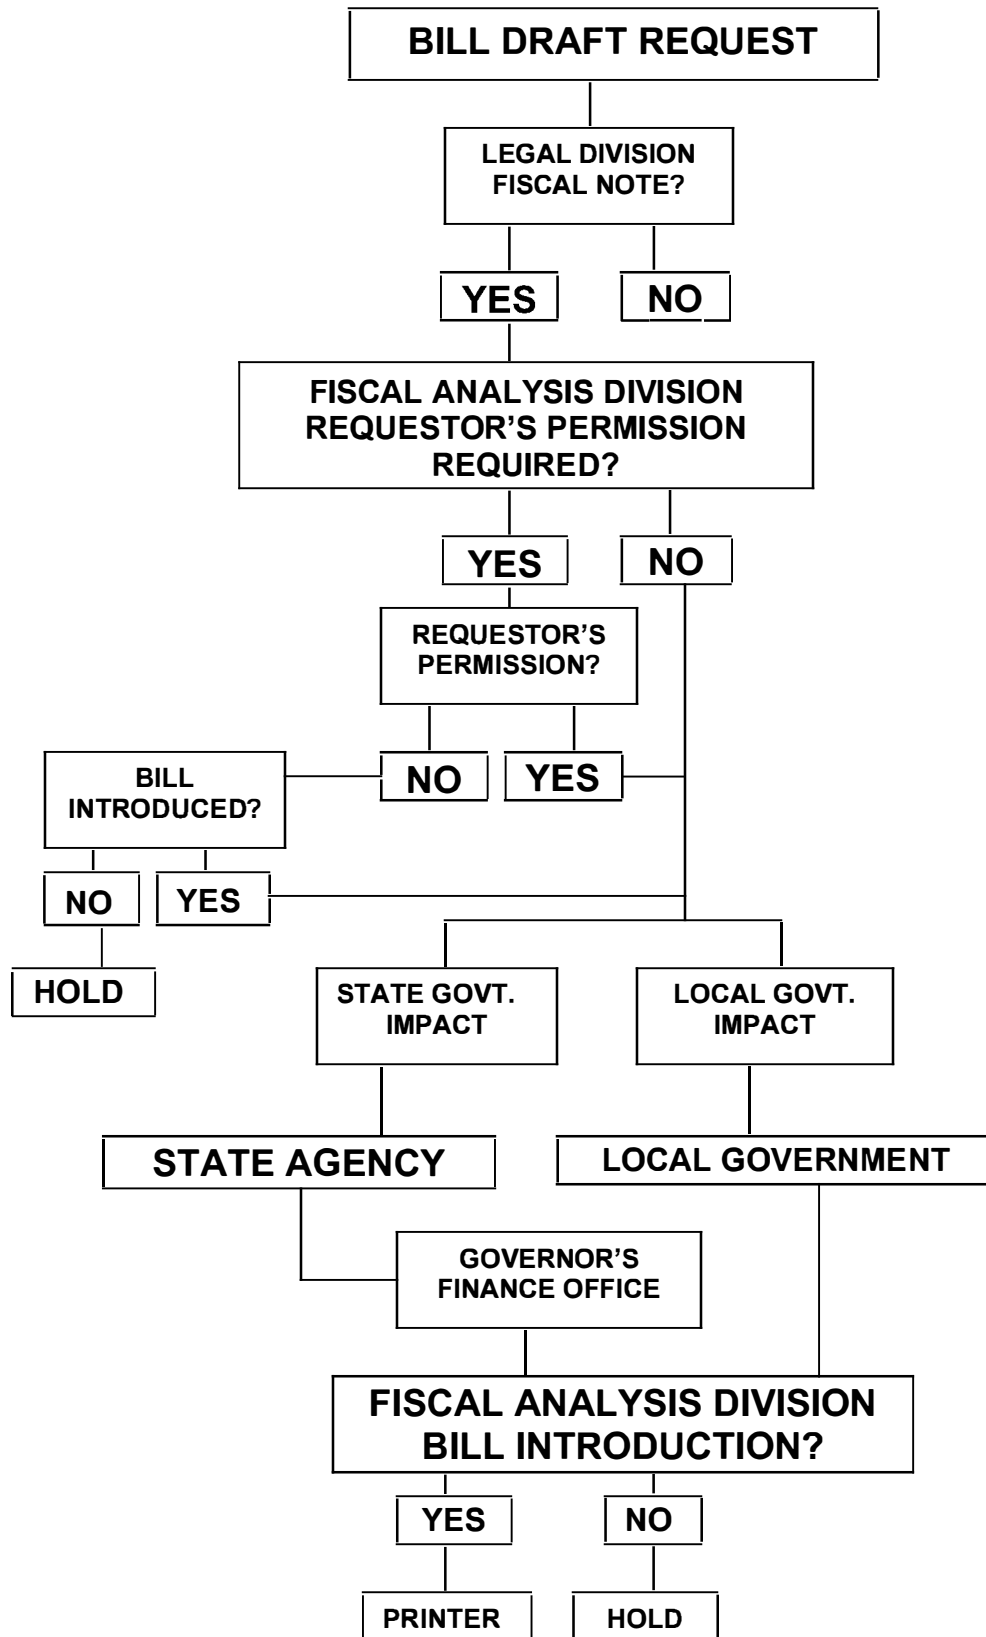 BILL DRAFT REQUEST
LEGAL DIVISION
FISCAL NOTE?
YES
NO
FISCAL ANALYSIS DIVISION
REQUESTOR’S PERMISSION
REQUIRED?
YES
NO
REQUESTOR’S
PERMISSION?
NO
YES
BILL
INTRODUCED?
NO
YES
HOLD
STATE GOVT.
IMPACT
LOCAL GOVT.
IMPACT
STATE AGENCY
LOCAL GOVERNMENT
GOVERNOR’S
FINANCE OFFICE
FISCAL ANALYSIS DIVISION
BILL INTRODUCTION?
YES
NO
PRINTER
HOLD